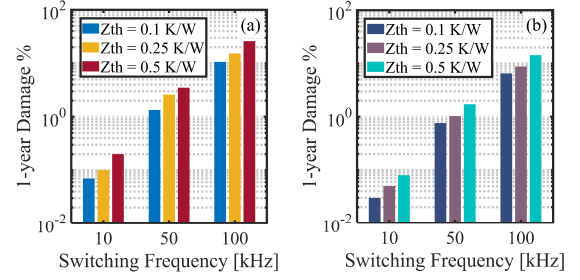 10^2
(a)
Zth = 0.1 K/W
Zth = 0.25 K/W
Zth = 0.5 K/W
10^0
10^-2
1-year Damage %
10 50 100
Switching Frequency [kHz]
10^2
(b)
Zth = 0.1 K/W
Zth = 0.25 K/W
Zth = 0.5 K/W
10^0
10^-2
1-year Damage %
10 50 100
Switching Frequency [kHz]